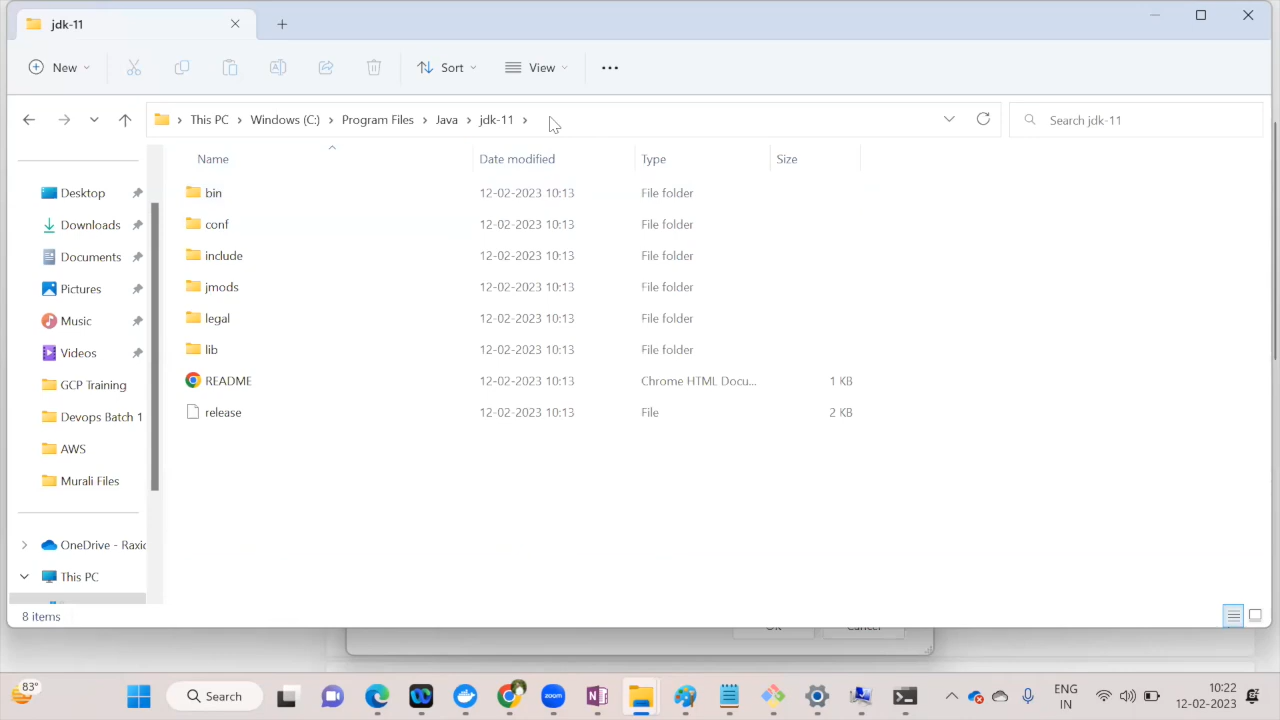 jdk-11
New
Sort
View
This PC
Windows (C:)
Program Files
Java
jdk-11
Search jdk-11
Name
Date modified
Type
Size
Desktop
Downloads
Documents
Pictures
Music
Videos
GCP Training
Devops Batch 1
AWS
Murali Files
OneDrive - Raxic
This PC
bin 12-02-2023 10:13 File folder
conf 12-02-2023 10:13 File folder
include 12-02-2023 10:13 File folder
jmods 12-02-2023 10:13 File folder
legal 12-02-2023 10:13 File folder
lib 12-02-2023 10:13 File folder
README 12-02-2023 10:13 Chrome HTML Docu... 1 KB
release 12-02-2023 10:13 File 2 KB
8 items
83°
Search
zoom
ENG
IN
10:22
12-02-2023